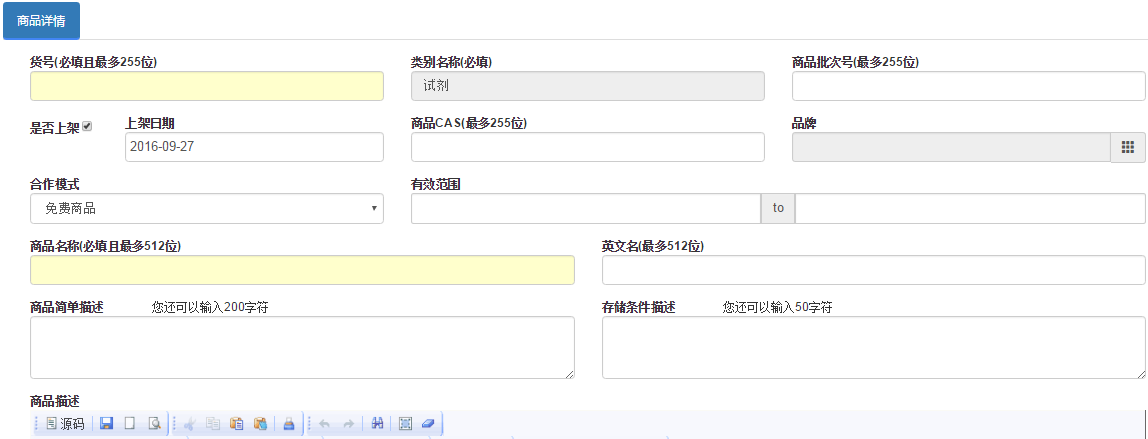 商品详情
货号(必填且最多255位) 类别名称(必填) 商品批次号(最多255位)
试剂
是否上架 上架日期 商品CAS(最多255位) 品牌
2016-09-27
合作模式 有效范围
免费商品 to
商品名称(必填且最多512位) 英文名(最多512位)
商品简单描述 您还可以输入200字符 存储条件描述 您还可以输入50字符
商品描述
源码